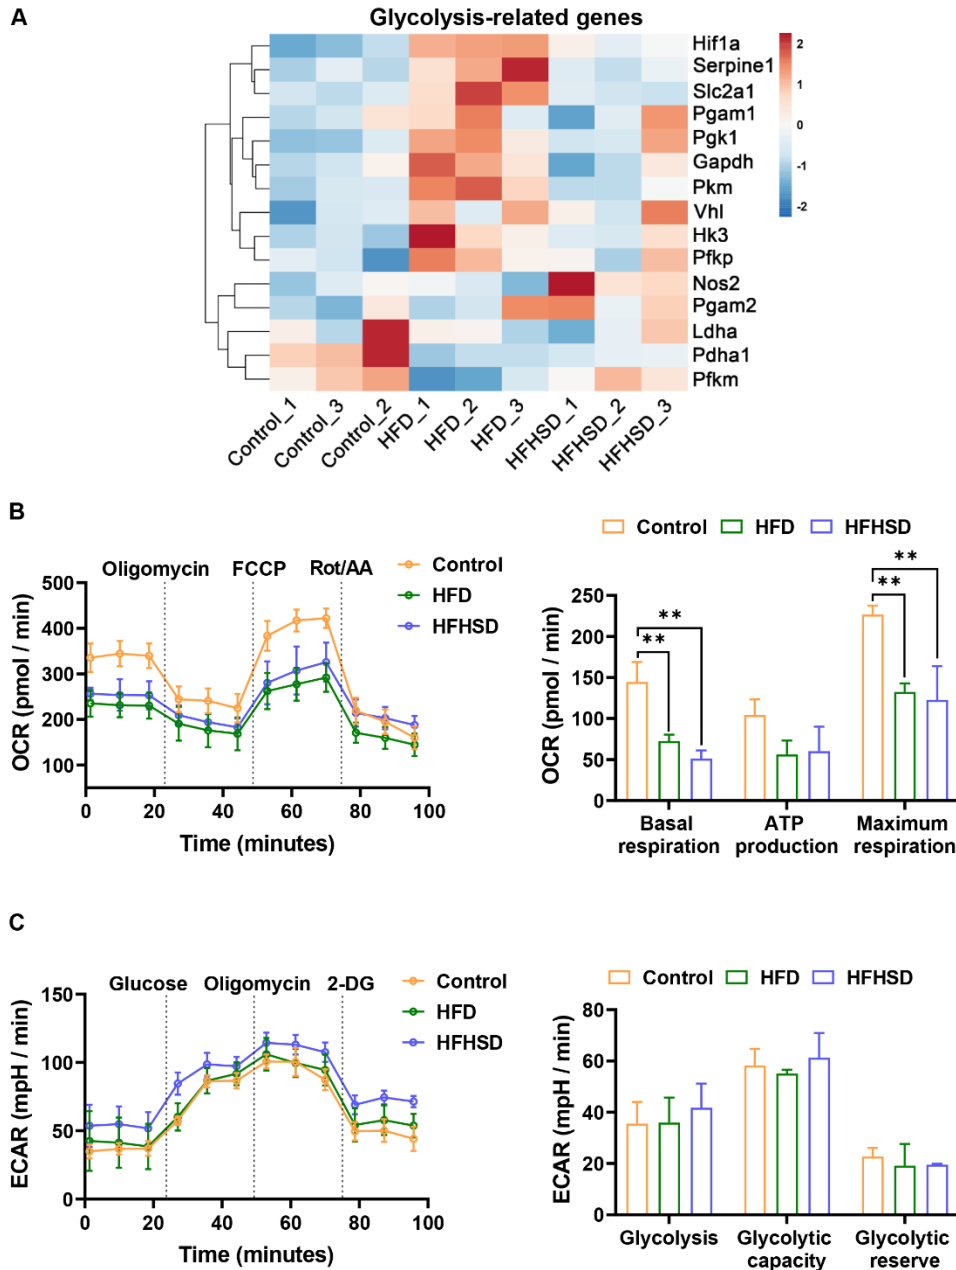 A
Glycolysis-related genes
Hif1a
Serpine1
Slc2a1
Pgam1
Pgk1
Gapdh
Pkm
Vhl
Hk3
Pfkp
Nos2
Pgam2
Ldha
Pdha1
Pfkm
2
1
0
-1
-2
Control_1
Control_3
Control_2
HFD_1
HFD_2
HFD_3
HFHSD_1
HFHSD_2
HFHSD_3
B
Oligomycin FCCP Rot/AA
Control
HFD
HFHSD
OCR (pmol / min)
500
400
300
200
100
0 20 40 60 80 100
Time (minutes)
Control HFD HFHSD
** ** ** **
OCR (pmol / min)
250
200
150
100
50
0
Basal respiration
ATP production
Maximum respiration
C
Glucose Oligomycin 2-DG
Control
HFD
HFHSD
ECAR (mpH / min)
150
100
50
0
0 20 40 60 80 100
Time (minutes)
Control HFD HFHSD
ECAR (mpH / min)
80
60
40
20
0
Glycolysis
Glycolytic capacity
Glycolytic reserve